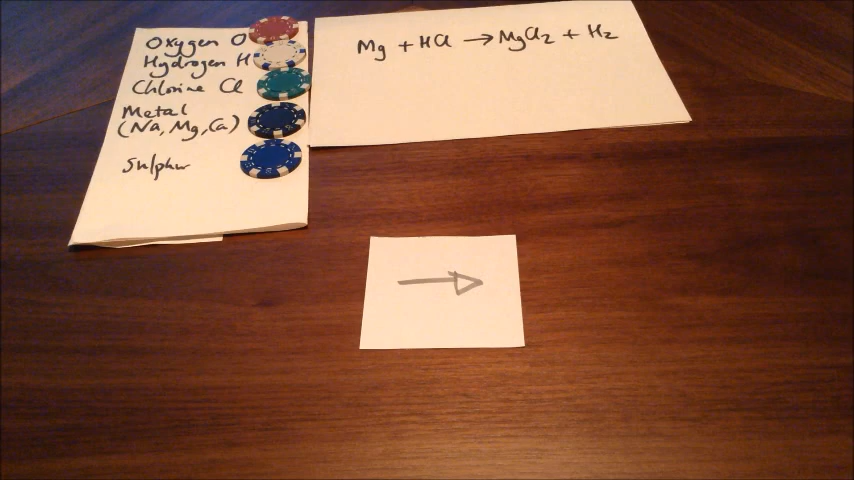 Oxygen O
Hydrogen H
Chlorine Cl
Metal
(Na, Mg, Ca)
Sulphur
Mg + HCl → MgCl2 + H2
→